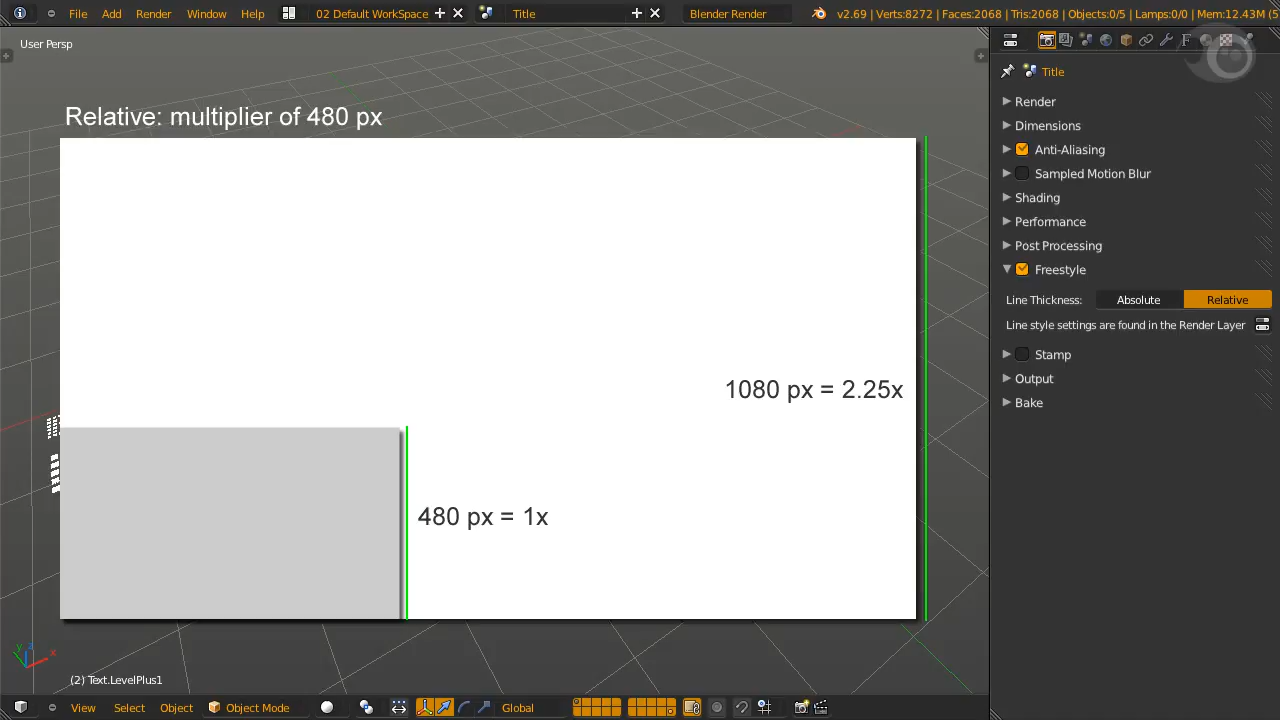 File Add Render Window Help 02 Default WorkSpace Title Blender Render v2.69 | Verts:8272 | Faces:2068 | Tris:2068 | Objects:0/5 | Lamps:0/0 | Mem:12.43M (5
User Persp
Title
Relative: multiplier of 480 px
Render
Dimensions
Anti-Aliasing
Sampled Motion Blur
Shading
Performance
Post Processing
Freestyle
Line Thickness: Absolute Relative
Line style settings are found in the Render Layer
Stamp
Output
Bake
1080 px = 2.25x
480 px = 1x
y z x
(2) Text.LevelPlus1
View Select Object Object Mode Global